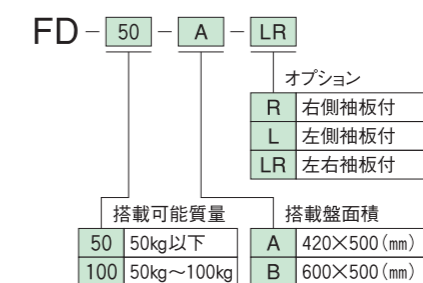 FD－50－A－LR
オプション
R 右側袖板付
L 左側袖板付
LR 左右袖板付
搭載可能質量
50 50㎏以下
100 50㎏～100㎏
搭載盤面積
A 420×500(㎜)
B 600×500(㎜)